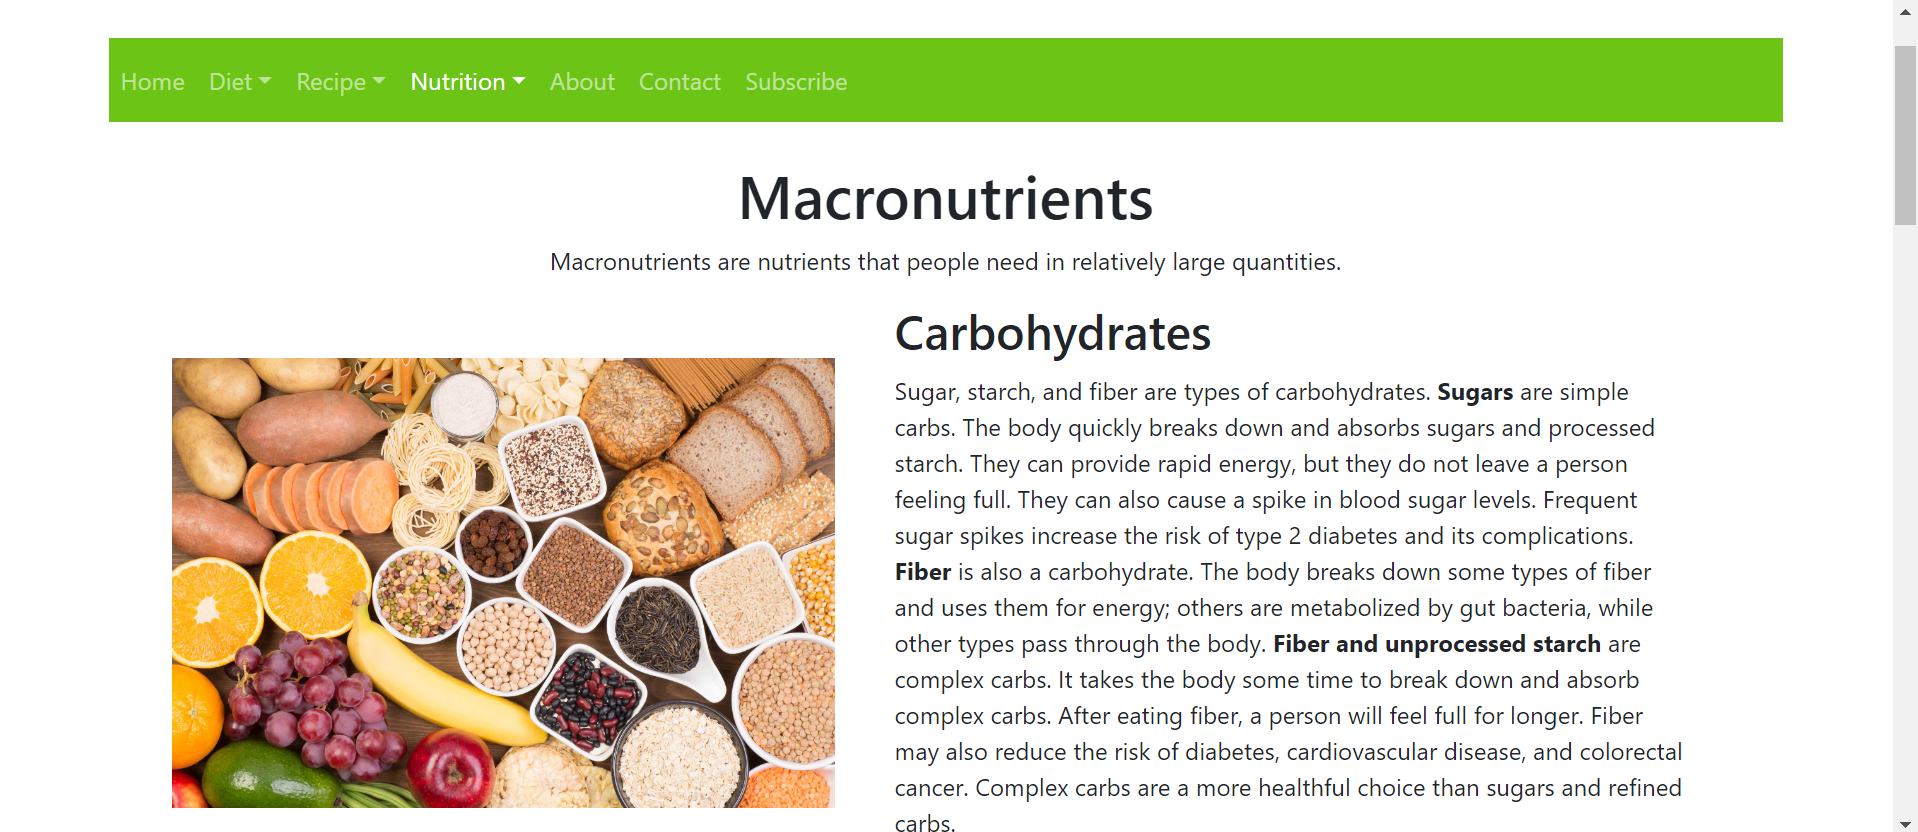 Home Diet Recipe Nutrition About Contact Subscribe
Macronutrients
Macronutrients are nutrients that people need in relatively large quantities.
Carbohydrates
Sugar, starch, and fiber are types of carbohydrates. Sugars are simple
carbs. The body quickly breaks down and absorbs sugars and processed
starch. They can provide rapid energy, but they do not leave a person
feeling full. They can also cause a spike in blood sugar levels. Frequent
sugar spikes increase the risk of type 2 diabetes and its complications.
Fiber is also a carbohydrate. The body breaks down some types of fiber
and uses them for energy; others are metabolized by gut bacteria, while
other types pass through the body. Fiber and unprocessed starch are
complex carbs. It takes the body some time to break down and absorb
complex carbs. After eating fiber, a person will feel full for longer. Fiber
may also reduce the risk of diabetes, cardiovascular disease, and colorectal
cancer. Complex carbs are a more healthful choice than sugars and refined
carbs.